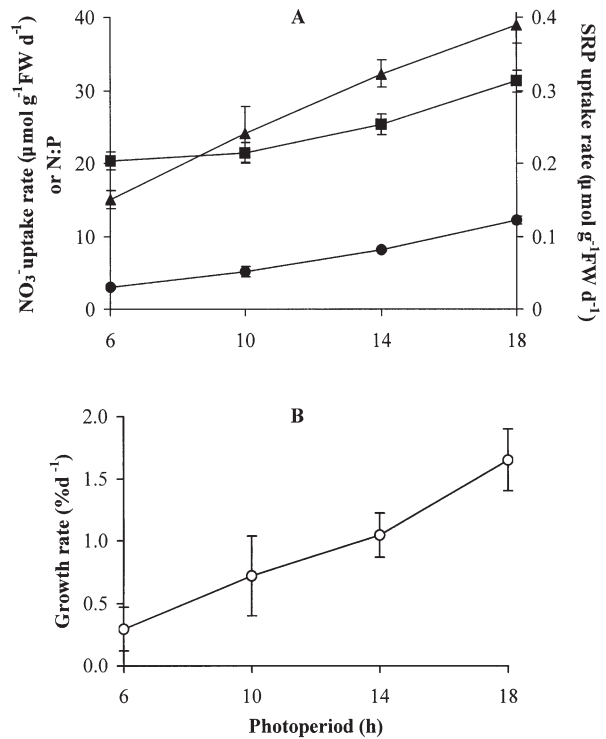 A
NO₃⁻uptake rate (µmol g⁻¹FW d⁻¹)
or N:P
SRP uptake rate (µmol g⁻¹FW d⁻¹)
40
30
20
10
0
0.4
0.3
0.2
0.1
0
6 10 14 18
B
Growth rate (%d⁻¹)
2.0
1.5
1.0
0.5
0.0
6 10 14 18
Photoperiod (h)